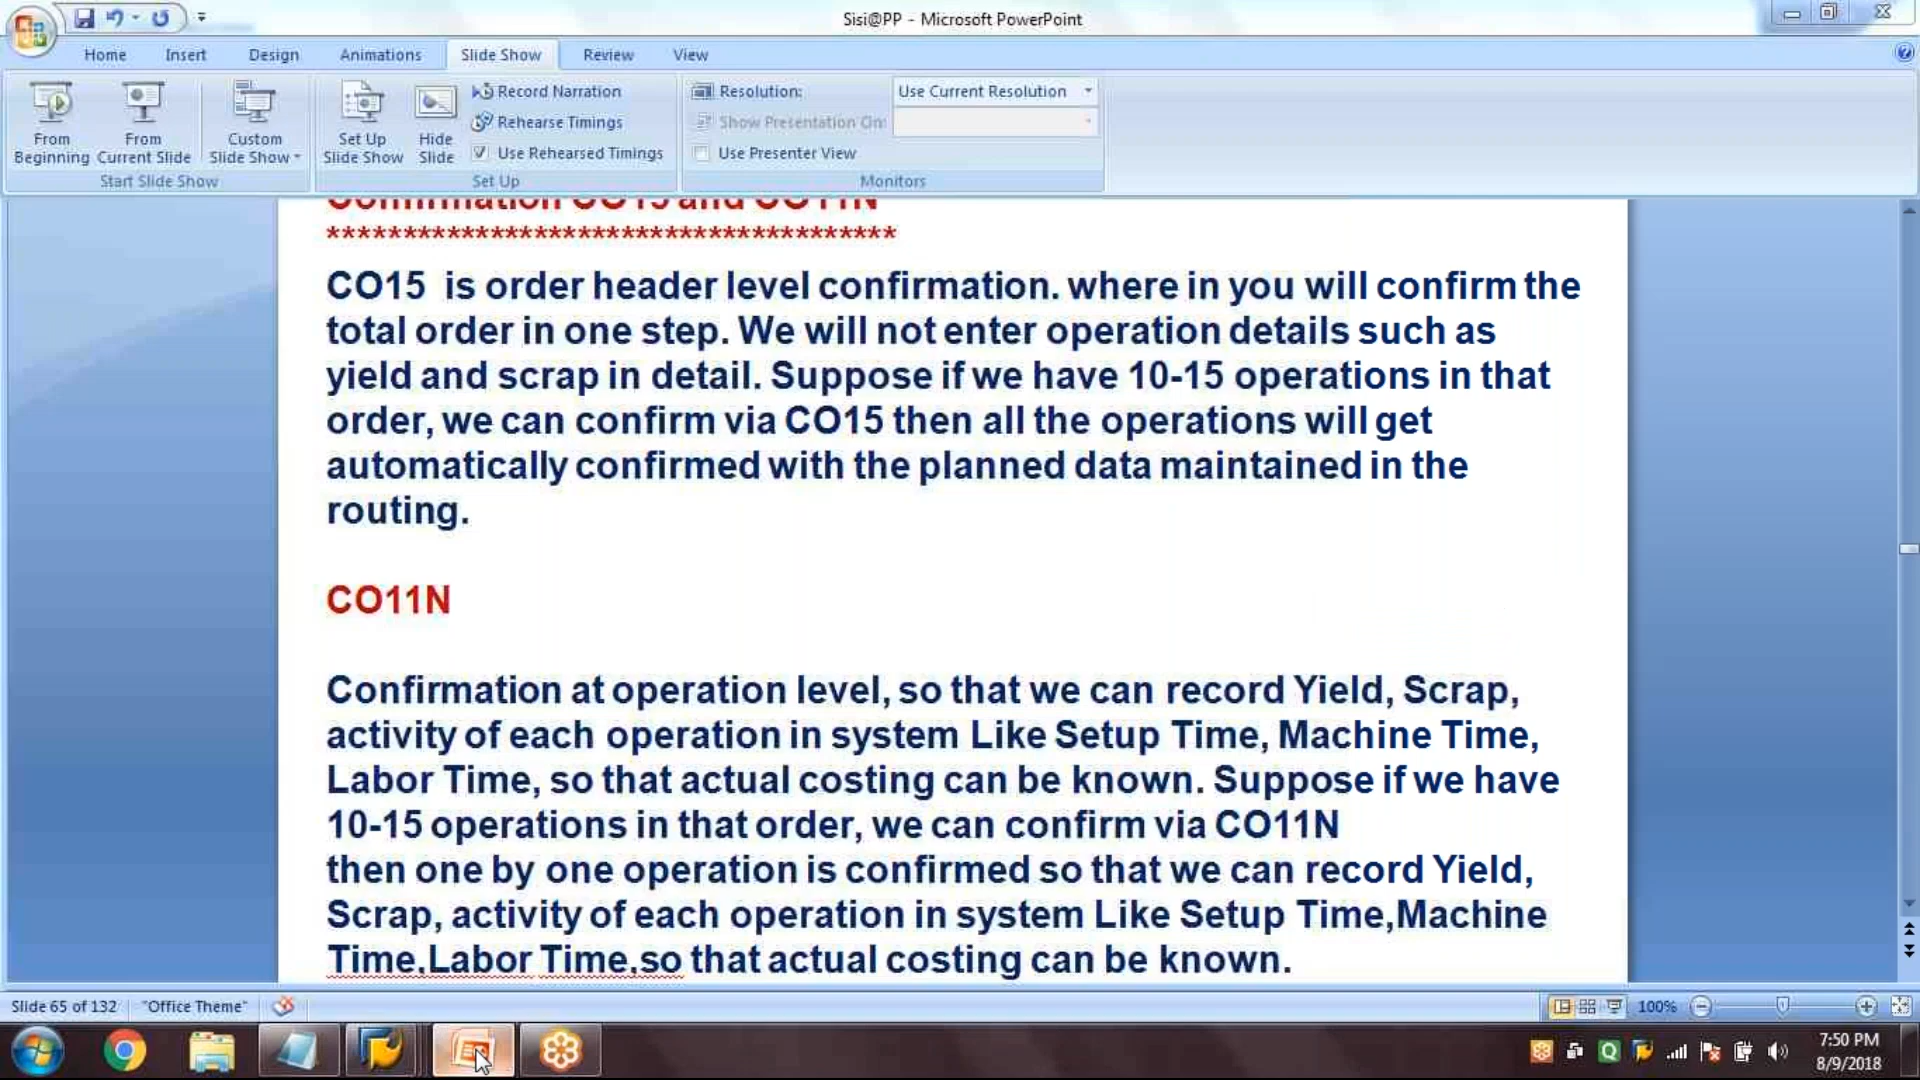 Sisi@PP - Microsoft PowerPoint
Home Insert Design Animations Slide Show Review View
From Beginning
From Current Slide
Custom Slide Show
Set Up Slide Show
Hide Slide
Record Narration
Rehearse Timings
Use Rehearsed Timings
Resolution: Use Current Resolution
Show Presentation On:
Use Presenter View
Start Slide Show Set Up Monitors
Confirmation CO15 and CO11N
****************************************
CO15 is order header level confirmation. where in you will confirm the
total order in one step. We will not enter operation details such as
yield and scrap in detail. Suppose if we have 10-15 operations in that
order, we can confirm via CO15 then all the operations will get
automatically confirmed with the planned data maintained in the
routing.
CO11N
Confirmation at operation level, so that we can record Yield, Scrap,
activity of each operation in system Like Setup Time, Machine Time,
Labor Time, so that actual costing can be known. Suppose if we have
10-15 operations in that order, we can confirm via CO11N
then one by one operation is confirmed so that we can record Yield,
Scrap, activity of each operation in system Like Setup Time,Machine
Time,Labor Time,so that actual costing can be known.
Slide 65 of 132 "Office Theme" 100%
7:50 PM
8/9/2018